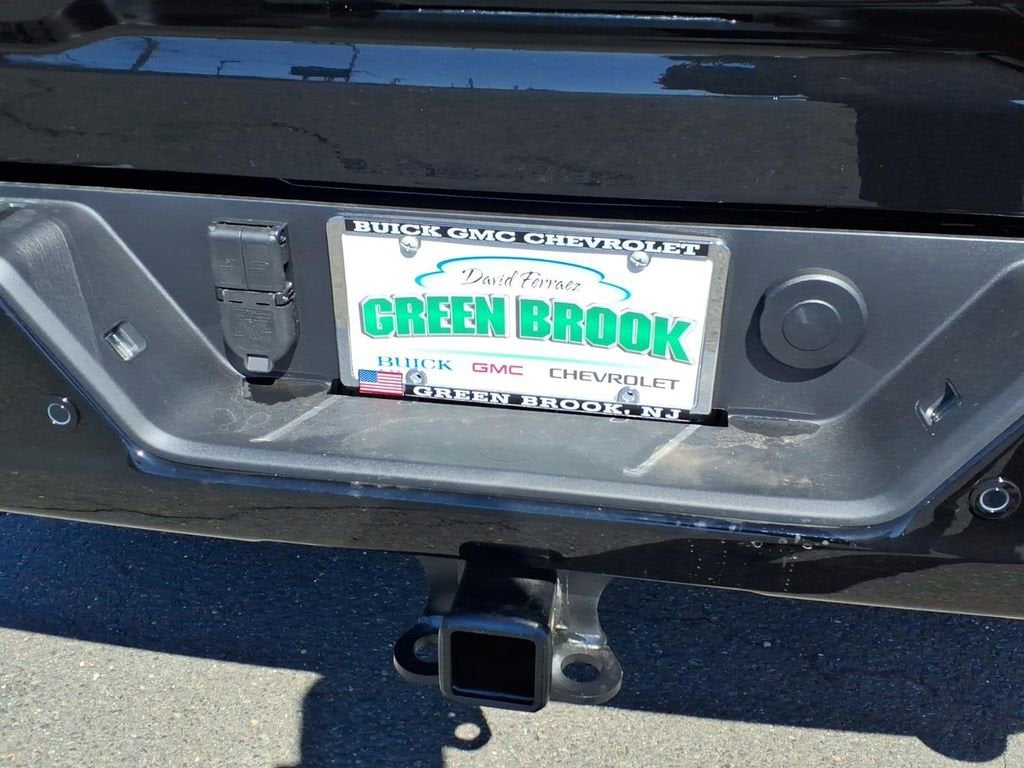 BUICK GMC CHEVROLET
David Ferraez
GREEN BROOK
BUICK GMC CHEVROLET
GREEN BROOK, NJ